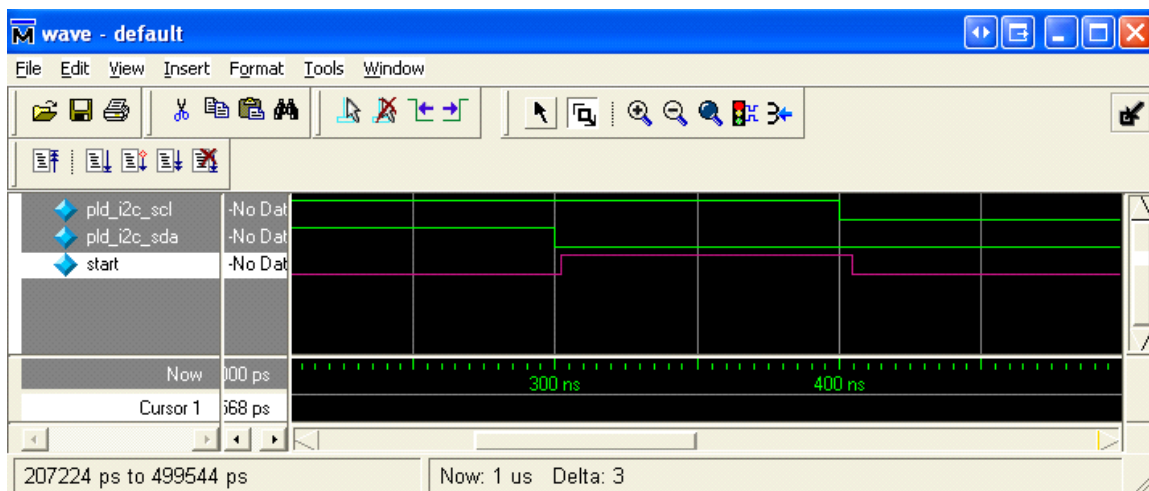 wave - default
File Edit View Insert Format Tools Window
pld_i2c_scl -No Dat
pld_i2c_sda -No Dat
start -No Dat
Now 000 ps
300 ns 400 ns
Cursor 1 568 ps
207224 ps to 499544 ps Now: 1 us Delta: 3